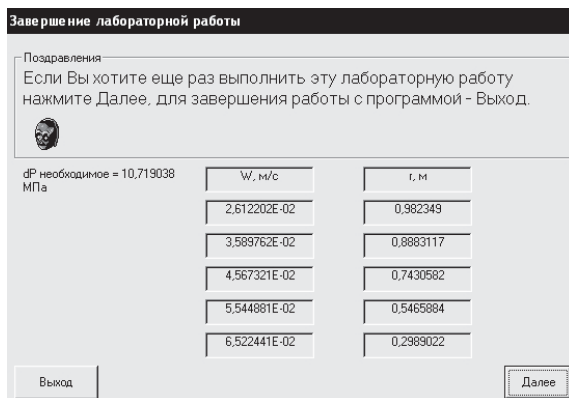 Завершение лабораторной работы
Поздравления
Если Вы хотите еще раз выполнить эту лабораторную работу
нажмите Далее, для завершения работы с программой - Выход.
dP необходимое = 10,719038
МПа
W, м/с r, м
2,612202E-02 0,982349
3,589762E-02 0,8883117
4,567321E-02 0,7430582
5,544881E-02 0,5465884
6,522441E-02 0,2989022
Выход Далее